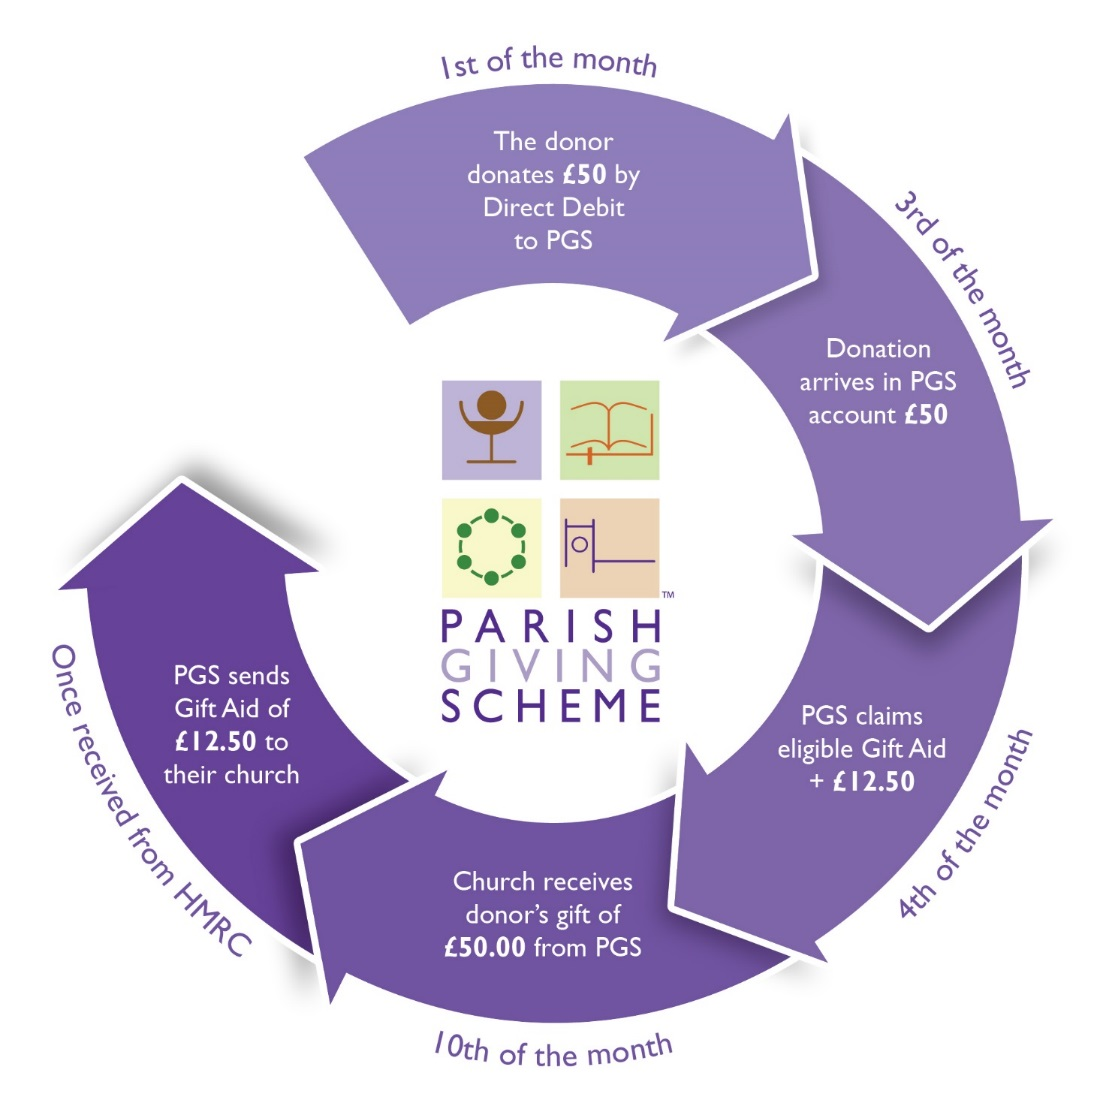 1st of the month
The donor
donates £50 by
Direct Debit
to PGS
3rd of the month
Donation
arrives in PGS
account £50
4th of the month
PGS claims
eligible Gift Aid
+ £12.50
10th of the month
Church receives
donor’s gift of
£50.00 from PGS
Once received from HMRC
PGS sends
Gift Aid of
£12.50 to
their church
TM
PARISH
GIVING
SCHEME